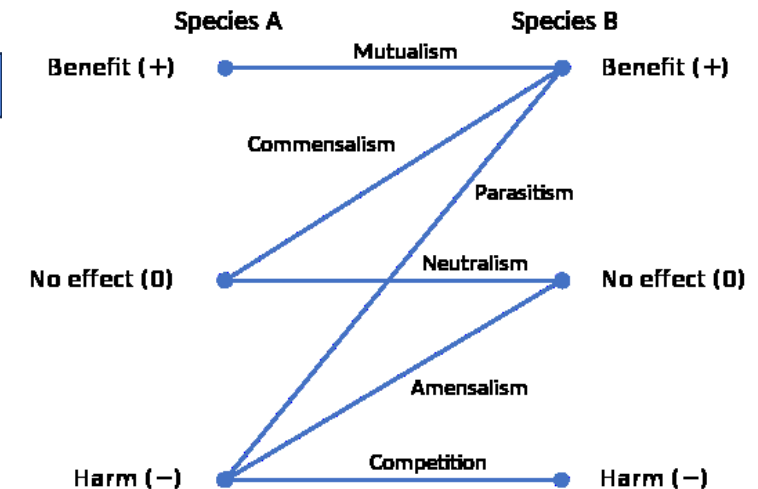 Species A
Species B
Mutualism
Benefit (+)
Benefit (+)
Commensalism
Parasitism
Neutralism
No effect (0)
No effect (0)
Amensalism
Competition
Harm (−)
Harm (−)